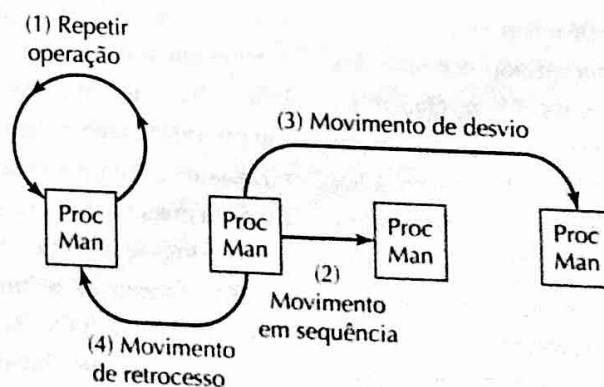 (1) Repetir
operação
(3) Movimento de desvio
Proc
Man
Proc
Man
Proc
Man
Proc
Man
(2)
Movimento
em sequência
(4) Movimento
de retrocesso